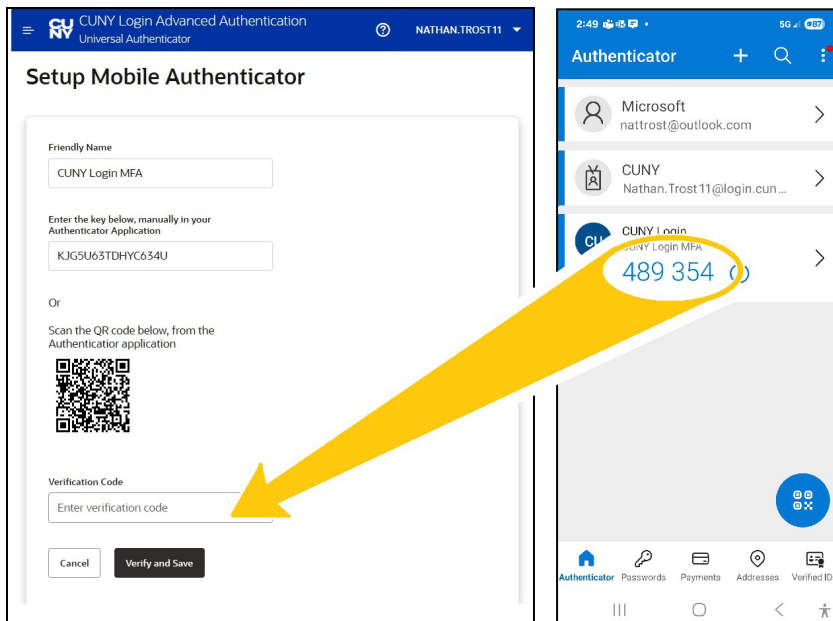 CUNY
CUNY Login Advanced Authentication
Universal Authenticator
NATHAN.TROST11
Setup Mobile Authenticator
Friendly Name
CUNY Login MFA
Enter the key below, manually in your
Authenticator Application
KJG5U63TDHYC634U
Or
Scan the QR code below, from the
Authenticatior application
Verification Code
Enter verification code
Cancel
Verify and Save
2:49
5G
87
Authenticator
Microsoft
nattrost@outlook.com
CUNY
Nathan.Trost11@login.cun...
CU
CUNY Login
CUNY Login MFA
489 354
Authenticator
Passwords
Payments
Addresses
Verified ID